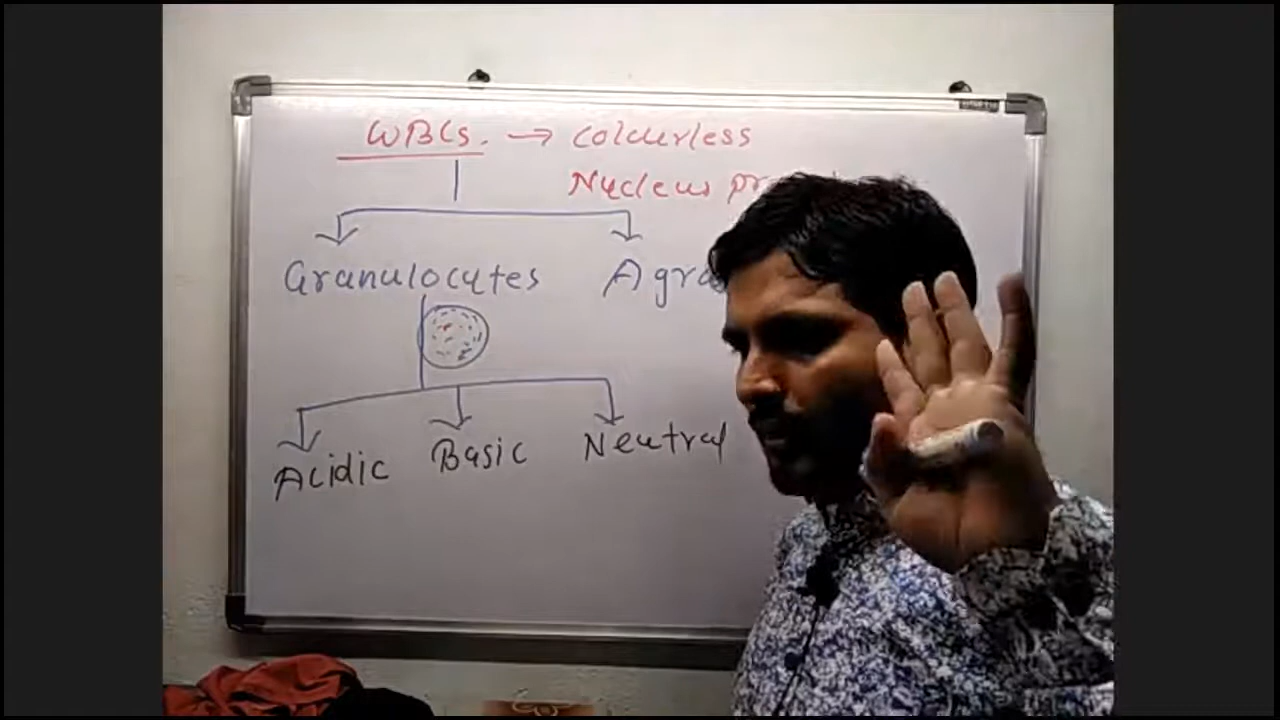 WBCs. → Colourless
Nucleus
Granulocytes
Acidic Basic Neutral